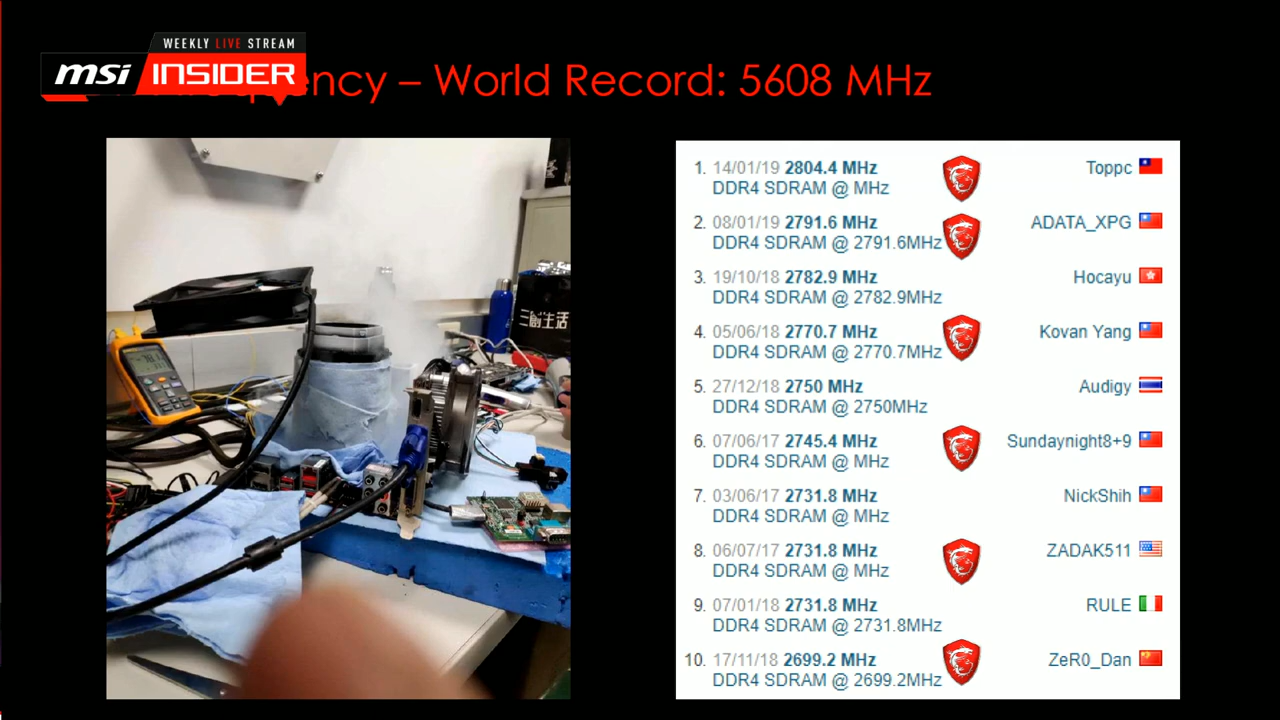 WEEKLY LIVE STREAM
msi INSIDER
ency – World Record: 5608 MHz
三創生活
1. 14/01/19 2804.4 MHz Toppc
DDR4 SDRAM @ MHz
2. 08/01/19 2791.6 MHz ADATA_XPG
DDR4 SDRAM @ 2791.6MHz
3. 19/10/18 2782.9 MHz Hocayu
DDR4 SDRAM @ 2782.9MHz
4. 05/06/18 2770.7 MHz Kovan Yang
DDR4 SDRAM @ 2770.7MHz
5. 27/12/18 2750 MHz Audigy
DDR4 SDRAM @ 2750MHz
6. 07/06/17 2745.4 MHz Sundaynight8+9
DDR4 SDRAM @ MHz
7. 03/06/17 2731.8 MHz NickShih
DDR4 SDRAM @ MHz
8. 06/07/17 2731.8 MHz ZADAK511
DDR4 SDRAM @ MHz
9. 07/01/18 2731.8 MHz RULE
DDR4 SDRAM @ 2731.8MHz
10. 17/11/18 2699.2 MHz ZeR0_Dan
DDR4 SDRAM @ 2699.2MHz